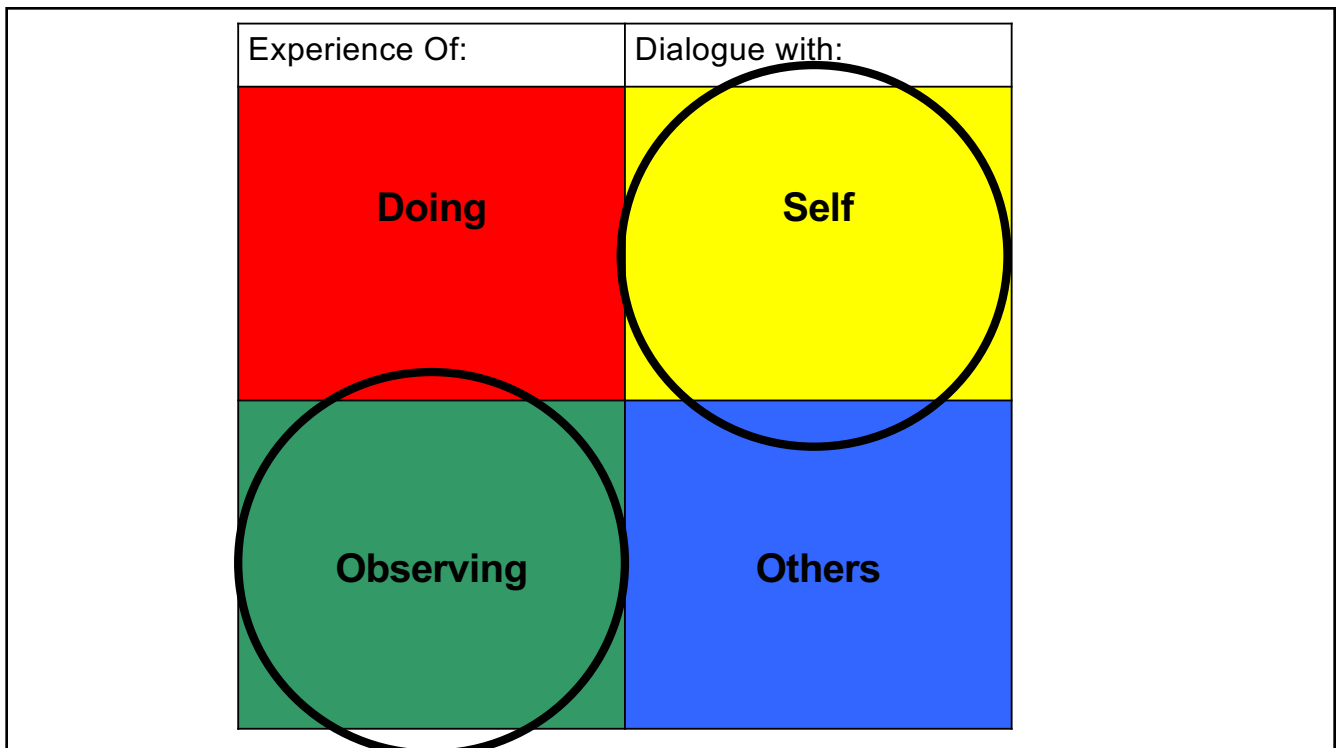 Experience Of:
Dialogue with:
Doing
Self
Observing
Others